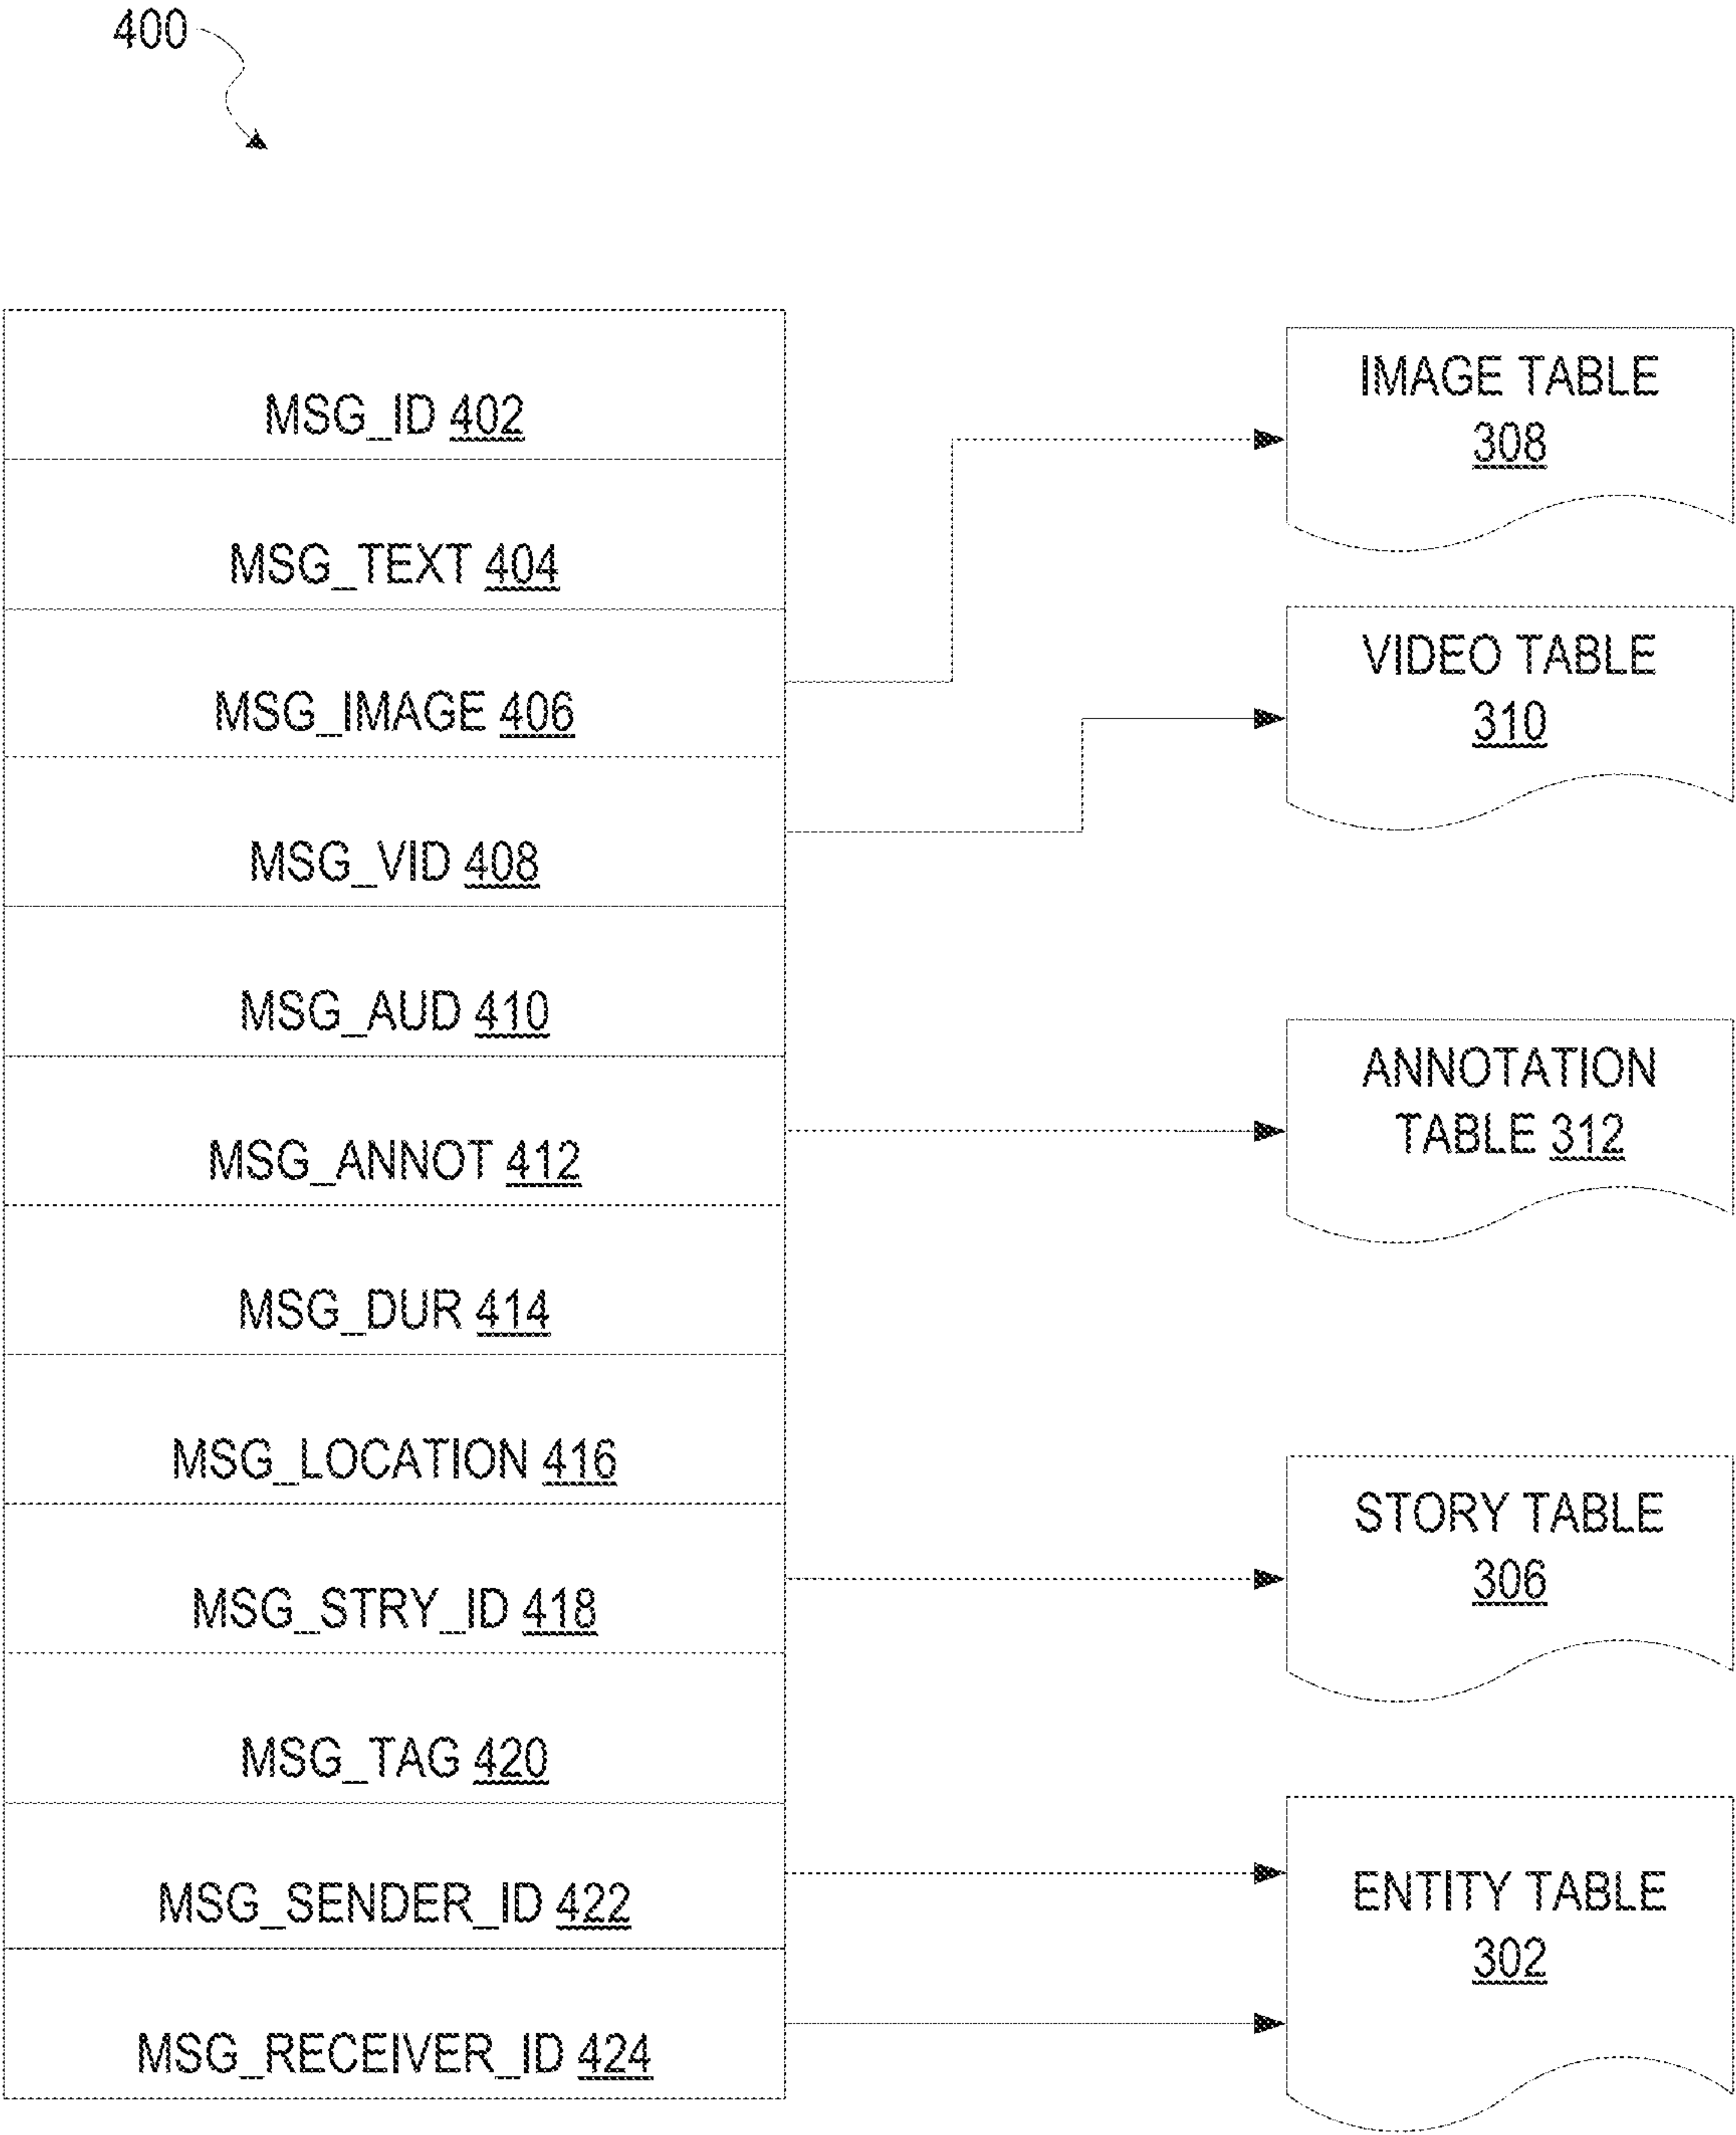 400
MSG_ID 402
MSG_TEXT 404
MSG_IMAGE 406
MSG_VID 408
MSG_AUD 410
MSG_ANNOT 412
MSG_DUR 414
MSG_LOCATION 416
MSG_STRY_ID 418
MSG_TAG 420
MSG_SENDER_ID 422
MSG_RECEIVER_ID 424
IMAGE TABLE
308
VIDEO TABLE
310
ANNOTATION
TABLE 312
STORY TABLE
306
ENTITY TABLE
302